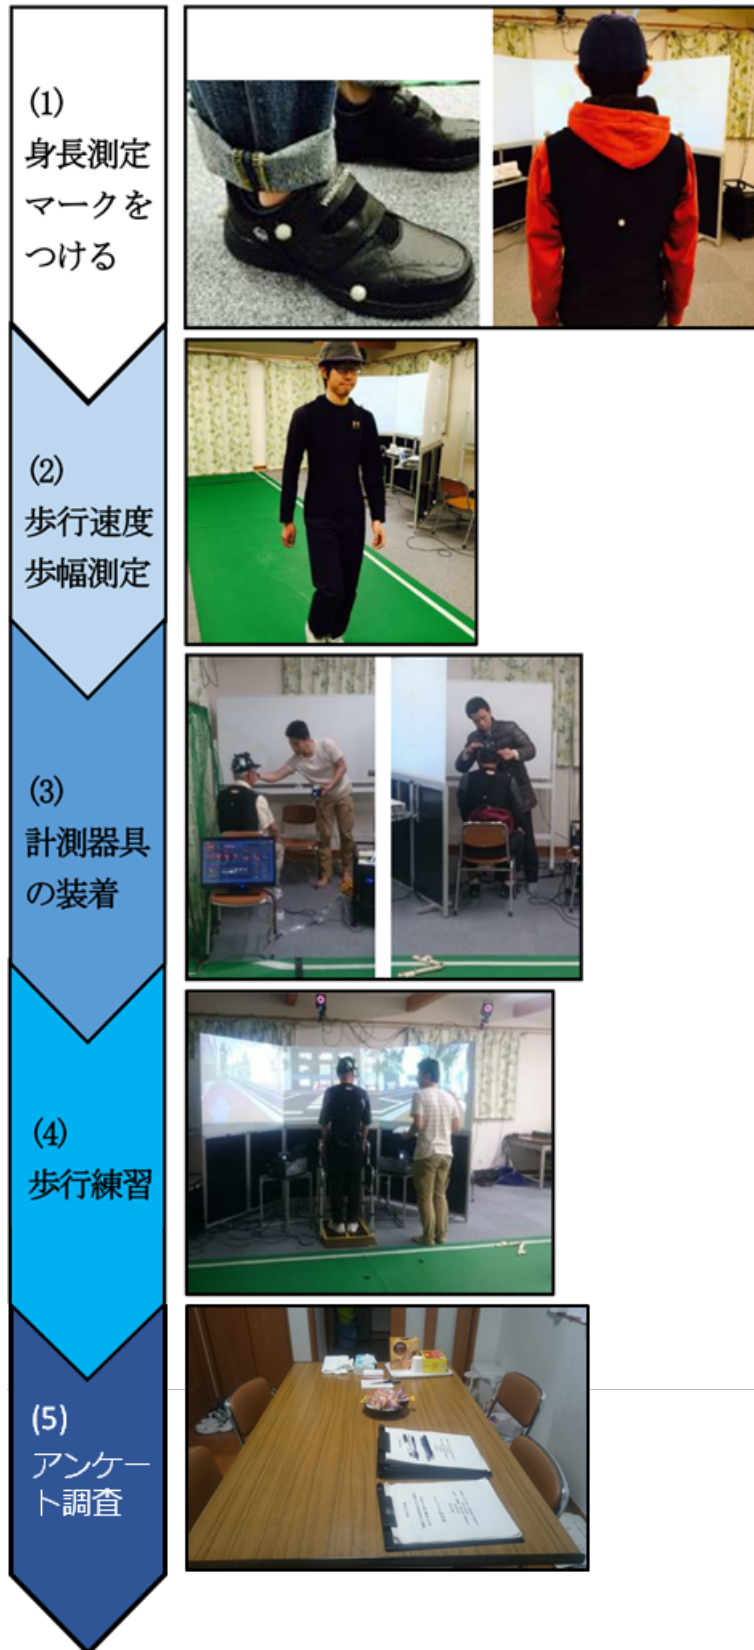 (1)
身長測定
マークを
つける
(2)
歩行速度
歩幅測定
(3)
計測器具
の装着
(4)
歩行練習
(5)
アンケー
ト調査